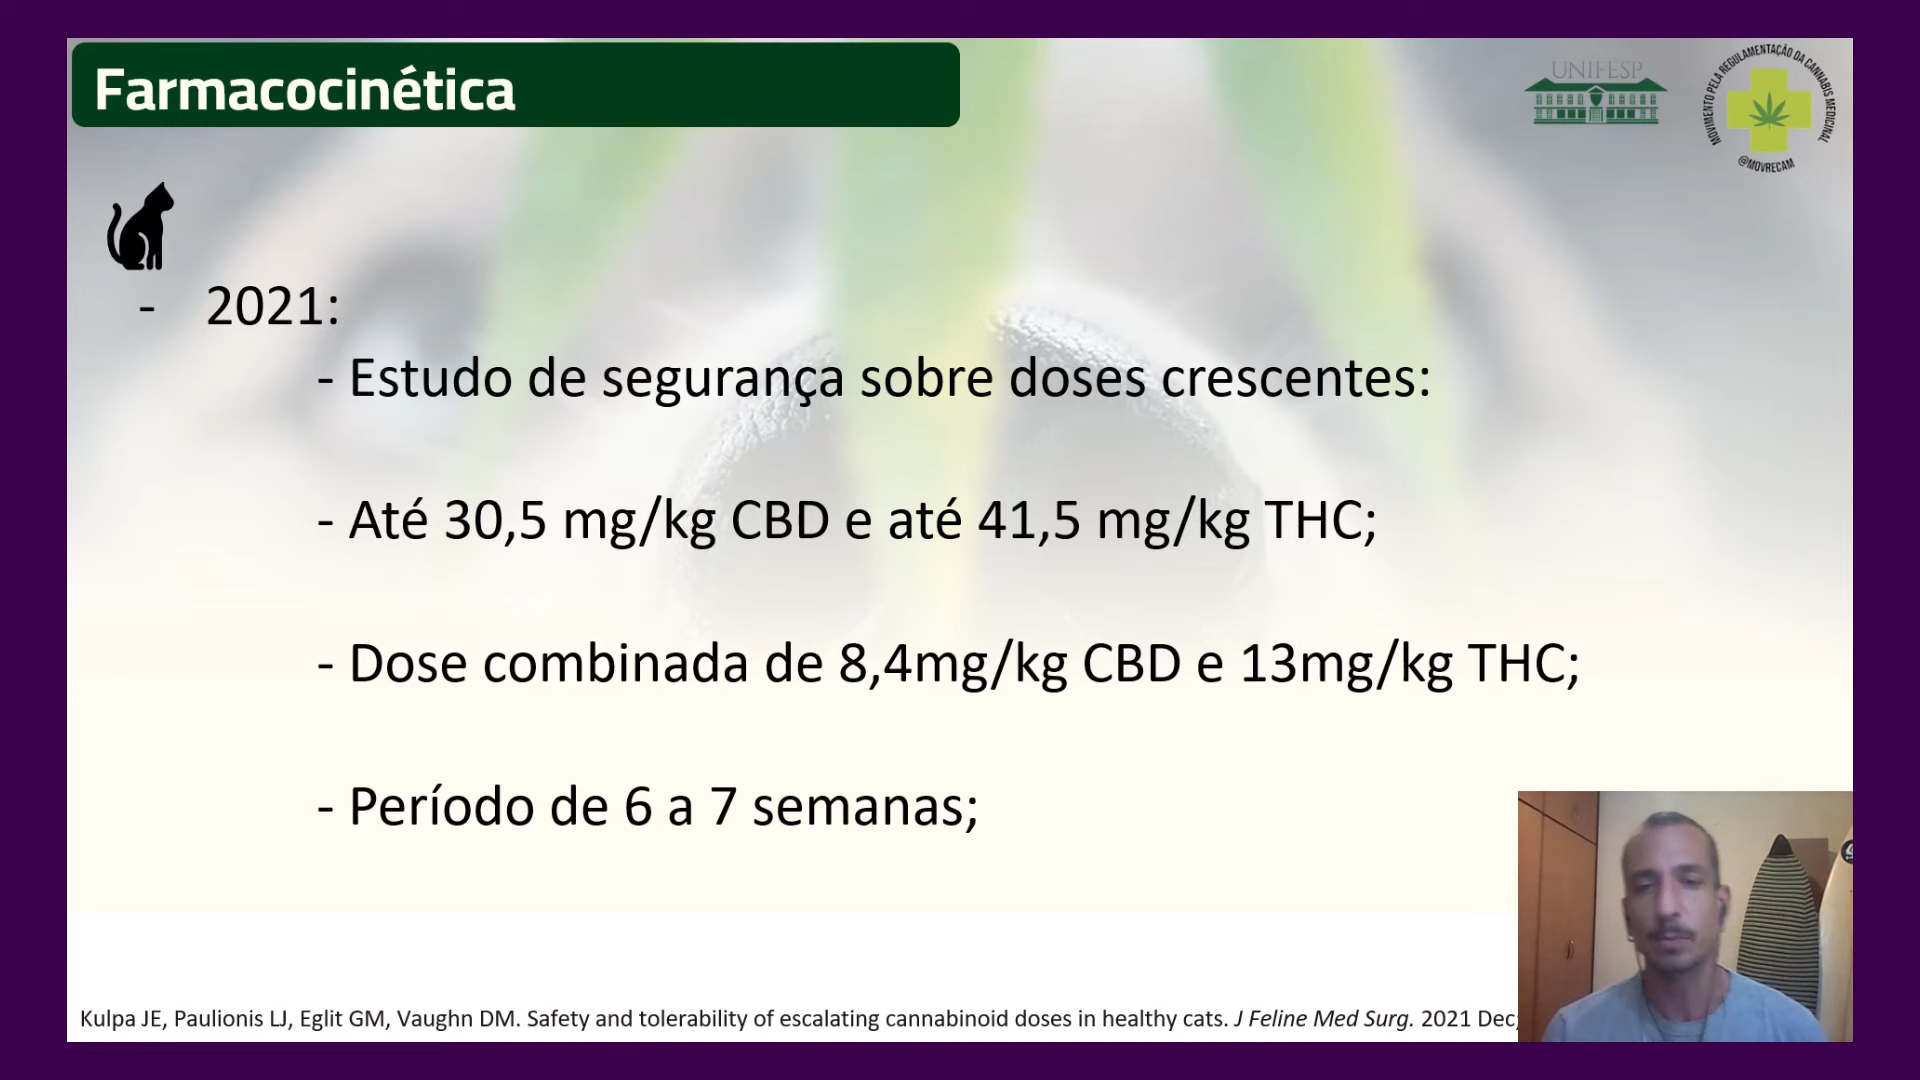 Farmacocinética
UNIFESP
MOVIMENTO PELA REGULAMENTAÇÃO DA CANNABIS MEDICINAL
@MOVRECAM
- 2021:
- Estudo de segurança sobre doses crescentes:
- Até 30,5 mg/kg CBD e até 41,5 mg/kg THC;
- Dose combinada de 8,4mg/kg CBD e 13mg/kg THC;
- Período de 6 a 7 semanas;
Kulpa JE, Paulionis LJ, Eglit GM, Vaughn DM. Safety and tolerability of escalating cannabinoid doses in healthy cats. J Feline Med Surg. 2021 Dec;